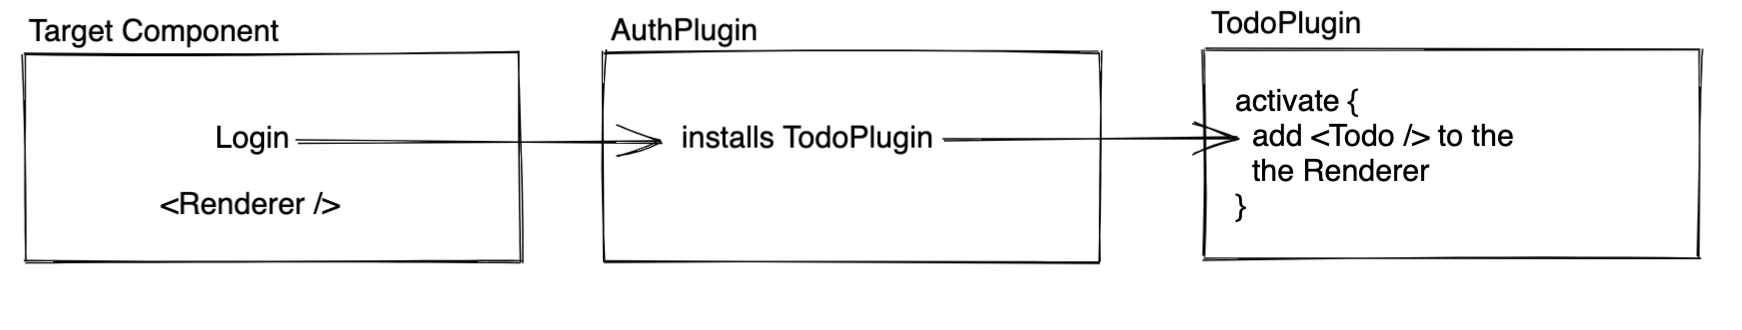 Target Component
Login
<Renderer />
AuthPlugin
installs TodoPlugin
TodoPlugin
activate {
add <Todo /> to the
the Renderer
}